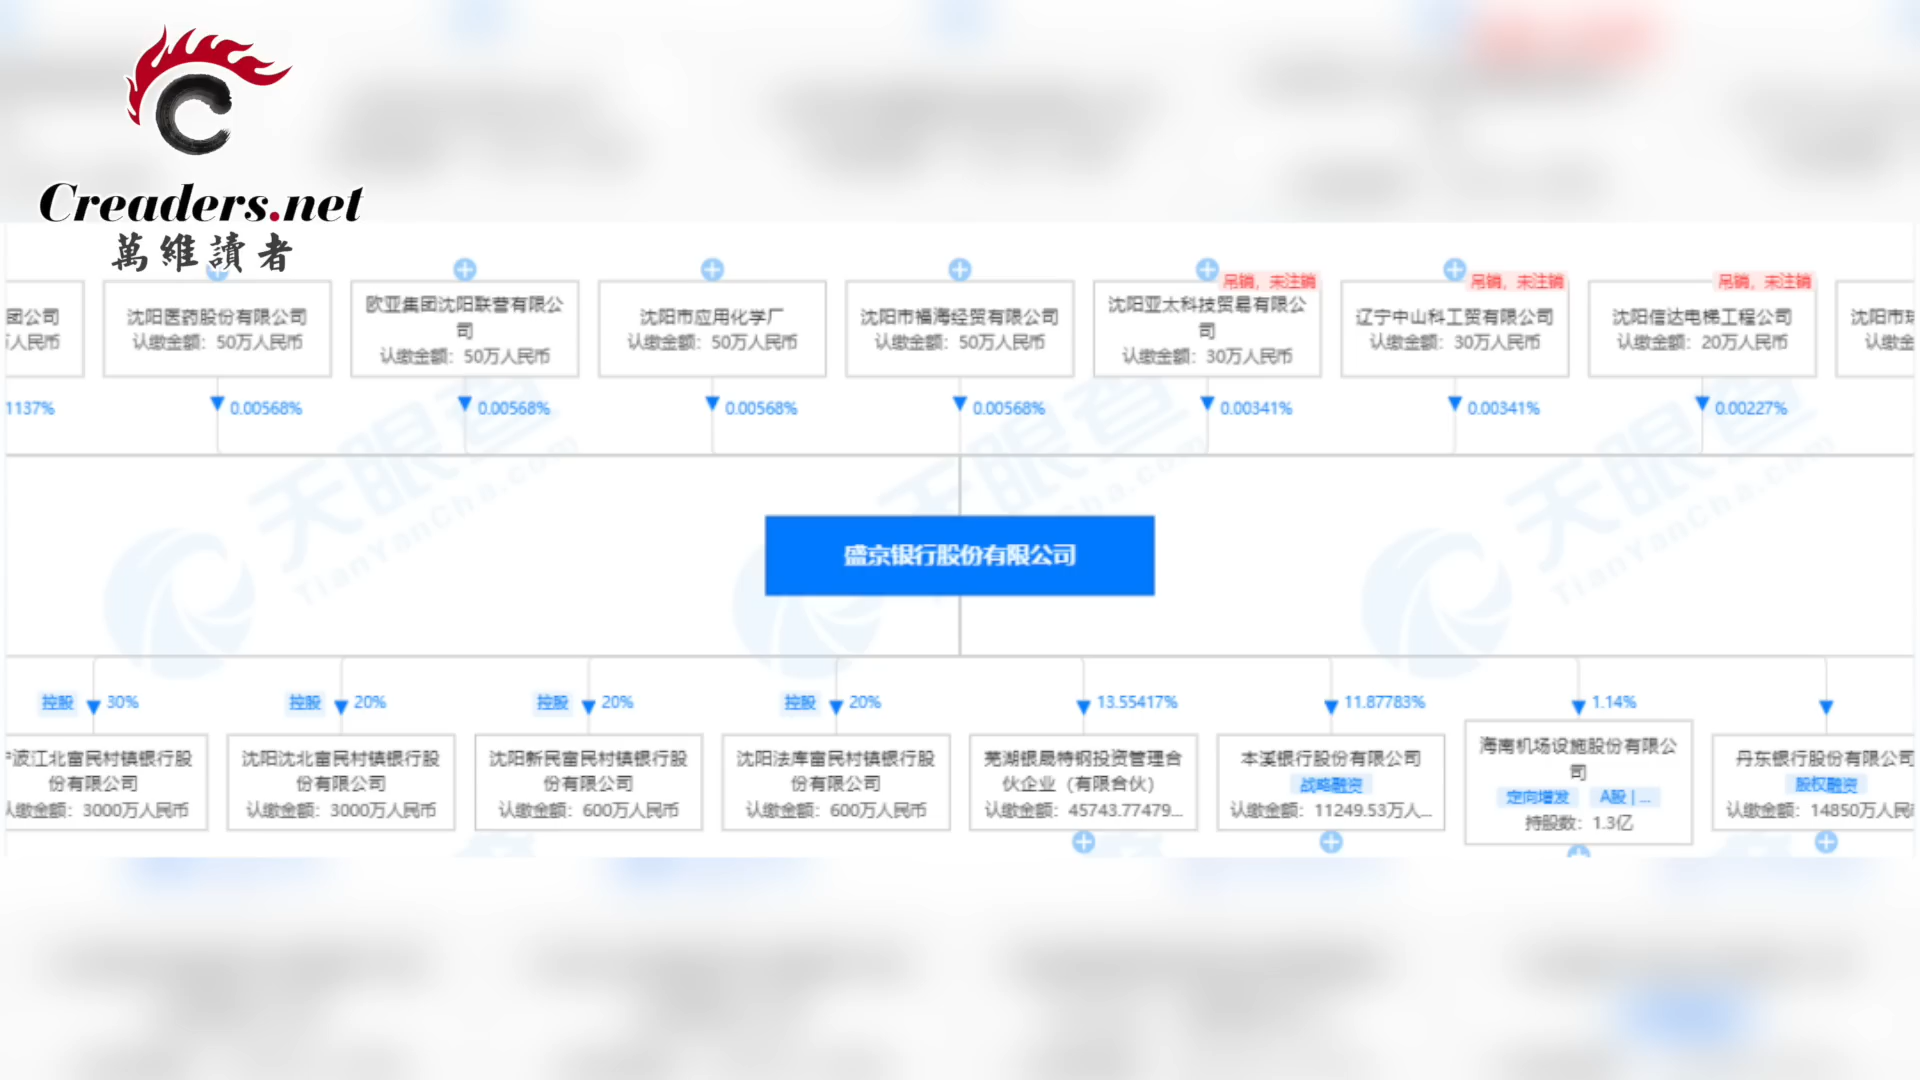 Creaders.net
萬維讀者
团公司
万人民币
1137%
沈阳医药股份有限公司
认缴金额：50万人民币
0.00568%
欧亚集团沈阳联营有限公
司
认缴金额：50万人民币
0.00568%
沈阳市应用化学厂
认缴金额：50万人民币
0.00568%
沈阳市福海经贸有限公司
认缴金额：50万人民币
0.00568%
吊销，未注销
沈阳亚太科技贸易有限公
司
认缴金额：30万人民币
0.00341%
吊销，未注销
辽宁中山科工贸有限公司
认缴金额：30万人民币
0.00341%
吊销，未注销
沈阳信达电梯工程公司
认缴金额：20万人民币
0.00227%
沈阳市
认缴金
天眼查
TianYanCha.com
天眼查
天眼查
TianYanCha.com
盛京银行股份有限公司
控股
30%
宁波江北富民村镇银行股
份有限公司
认缴金额：3000万人民币
控股
20%
沈阳沈北富民村镇银行股
份有限公司
认缴金额：3000万人民币
控股
20%
沈阳新民富民村镇银行股
份有限公司
认缴金额：600万人民币
控股
20%
沈阳法库富民村镇银行股
份有限公司
认缴金额：600万人民币
13.55417%
芜湖银晟特钢投资管理合
伙企业（有限合伙）
认缴金额：45743.77479...
11.87783%
本溪银行股份有限公司
战略融资
认缴金额：11249.53万人...
1.14%
海南机场设施股份有限公
司
定向增发
A股 | ...
持股数：1.3亿
丹东银行股份有限公司
股权融资
认缴金额：14850万人民